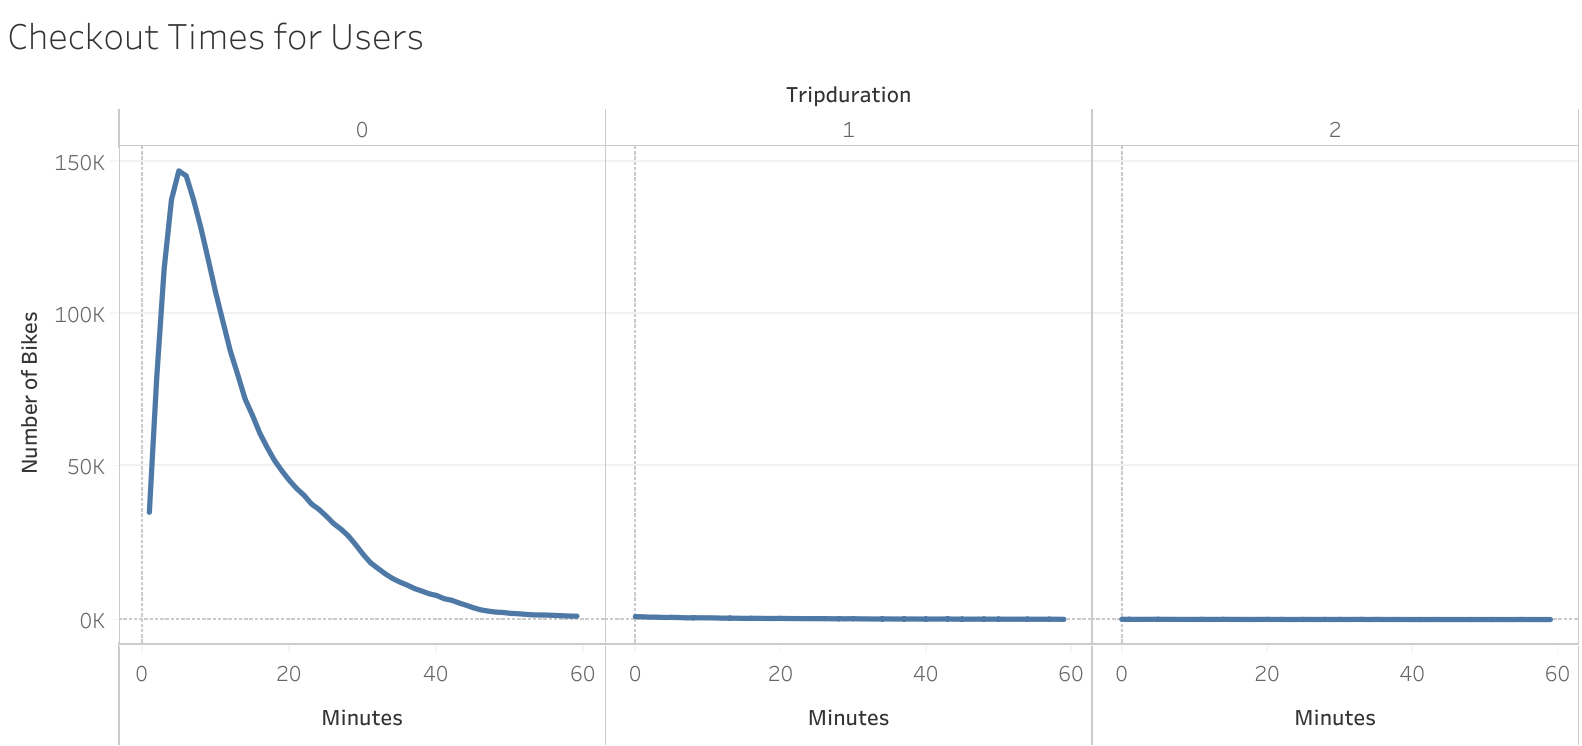 Checkout Times for Users
Tripduration
0 1 2
150K
100K
50K
0K
Number of Bikes
0 20 40 60 0 20 40 60 0 20 40 60
Minutes Minutes Minutes